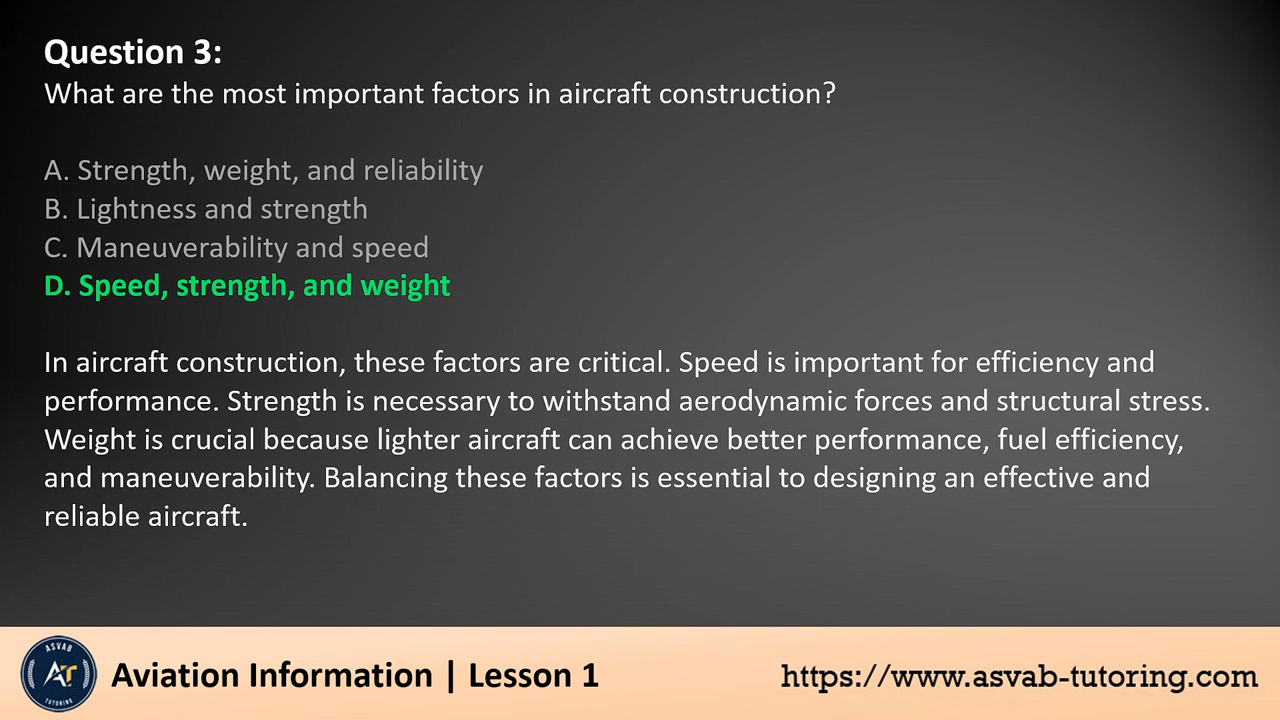 Question 3:
What are the most important factors in aircraft construction?
A. Strength, weight, and reliability
B. Lightness and strength
C. Maneuverability and speed
D. Speed, strength, and weight
In aircraft construction, these factors are critical. Speed is important for efficiency and
performance. Strength is necessary to withstand aerodynamic forces and structural stress.
Weight is crucial because lighter aircraft can achieve better performance, fuel efficiency,
and maneuverability. Balancing these factors is essential to designing an effective and
reliable aircraft.
ASVAB
AT
TUTORING
Aviation Information | Lesson 1
https://www.asvab-tutoring.com